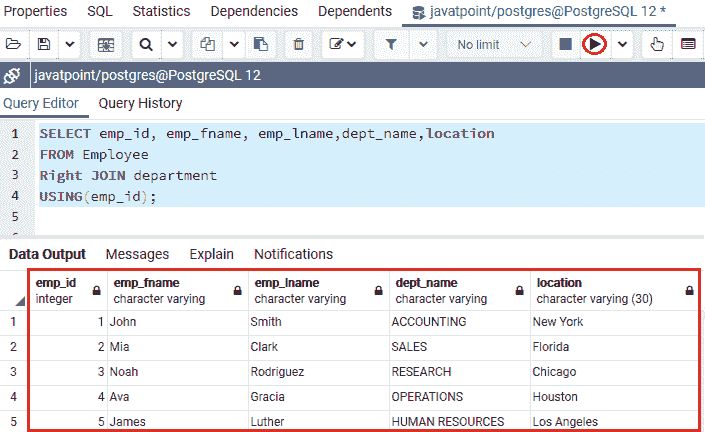 Properties SQL Statistics Dependencies Dependents javatpoint/postgres@PostgreSQL 12 *
No limit
javatpoint/postgres@PostgreSQL 12
Query Editor Query History
1 SELECT emp_id, emp_fname, emp_lname,dept_name,location
2 FROM Employee
3 Right JOIN department
4 USING(emp_id);
5
Data Output Messages Explain Notifications
emp_id emp_fname emp_lname dept_name location
integer character varying character varying character varying character varying (30)
1 1 John Smith ACCOUNTING New York
2 2 Mia Clark SALES Florida
3 3 Noah Rodriguez RESEARCH Chicago
4 4 Ava Gracia OPERATIONS Houston
5 5 James Luther HUMAN RESOURCES Los Angeles